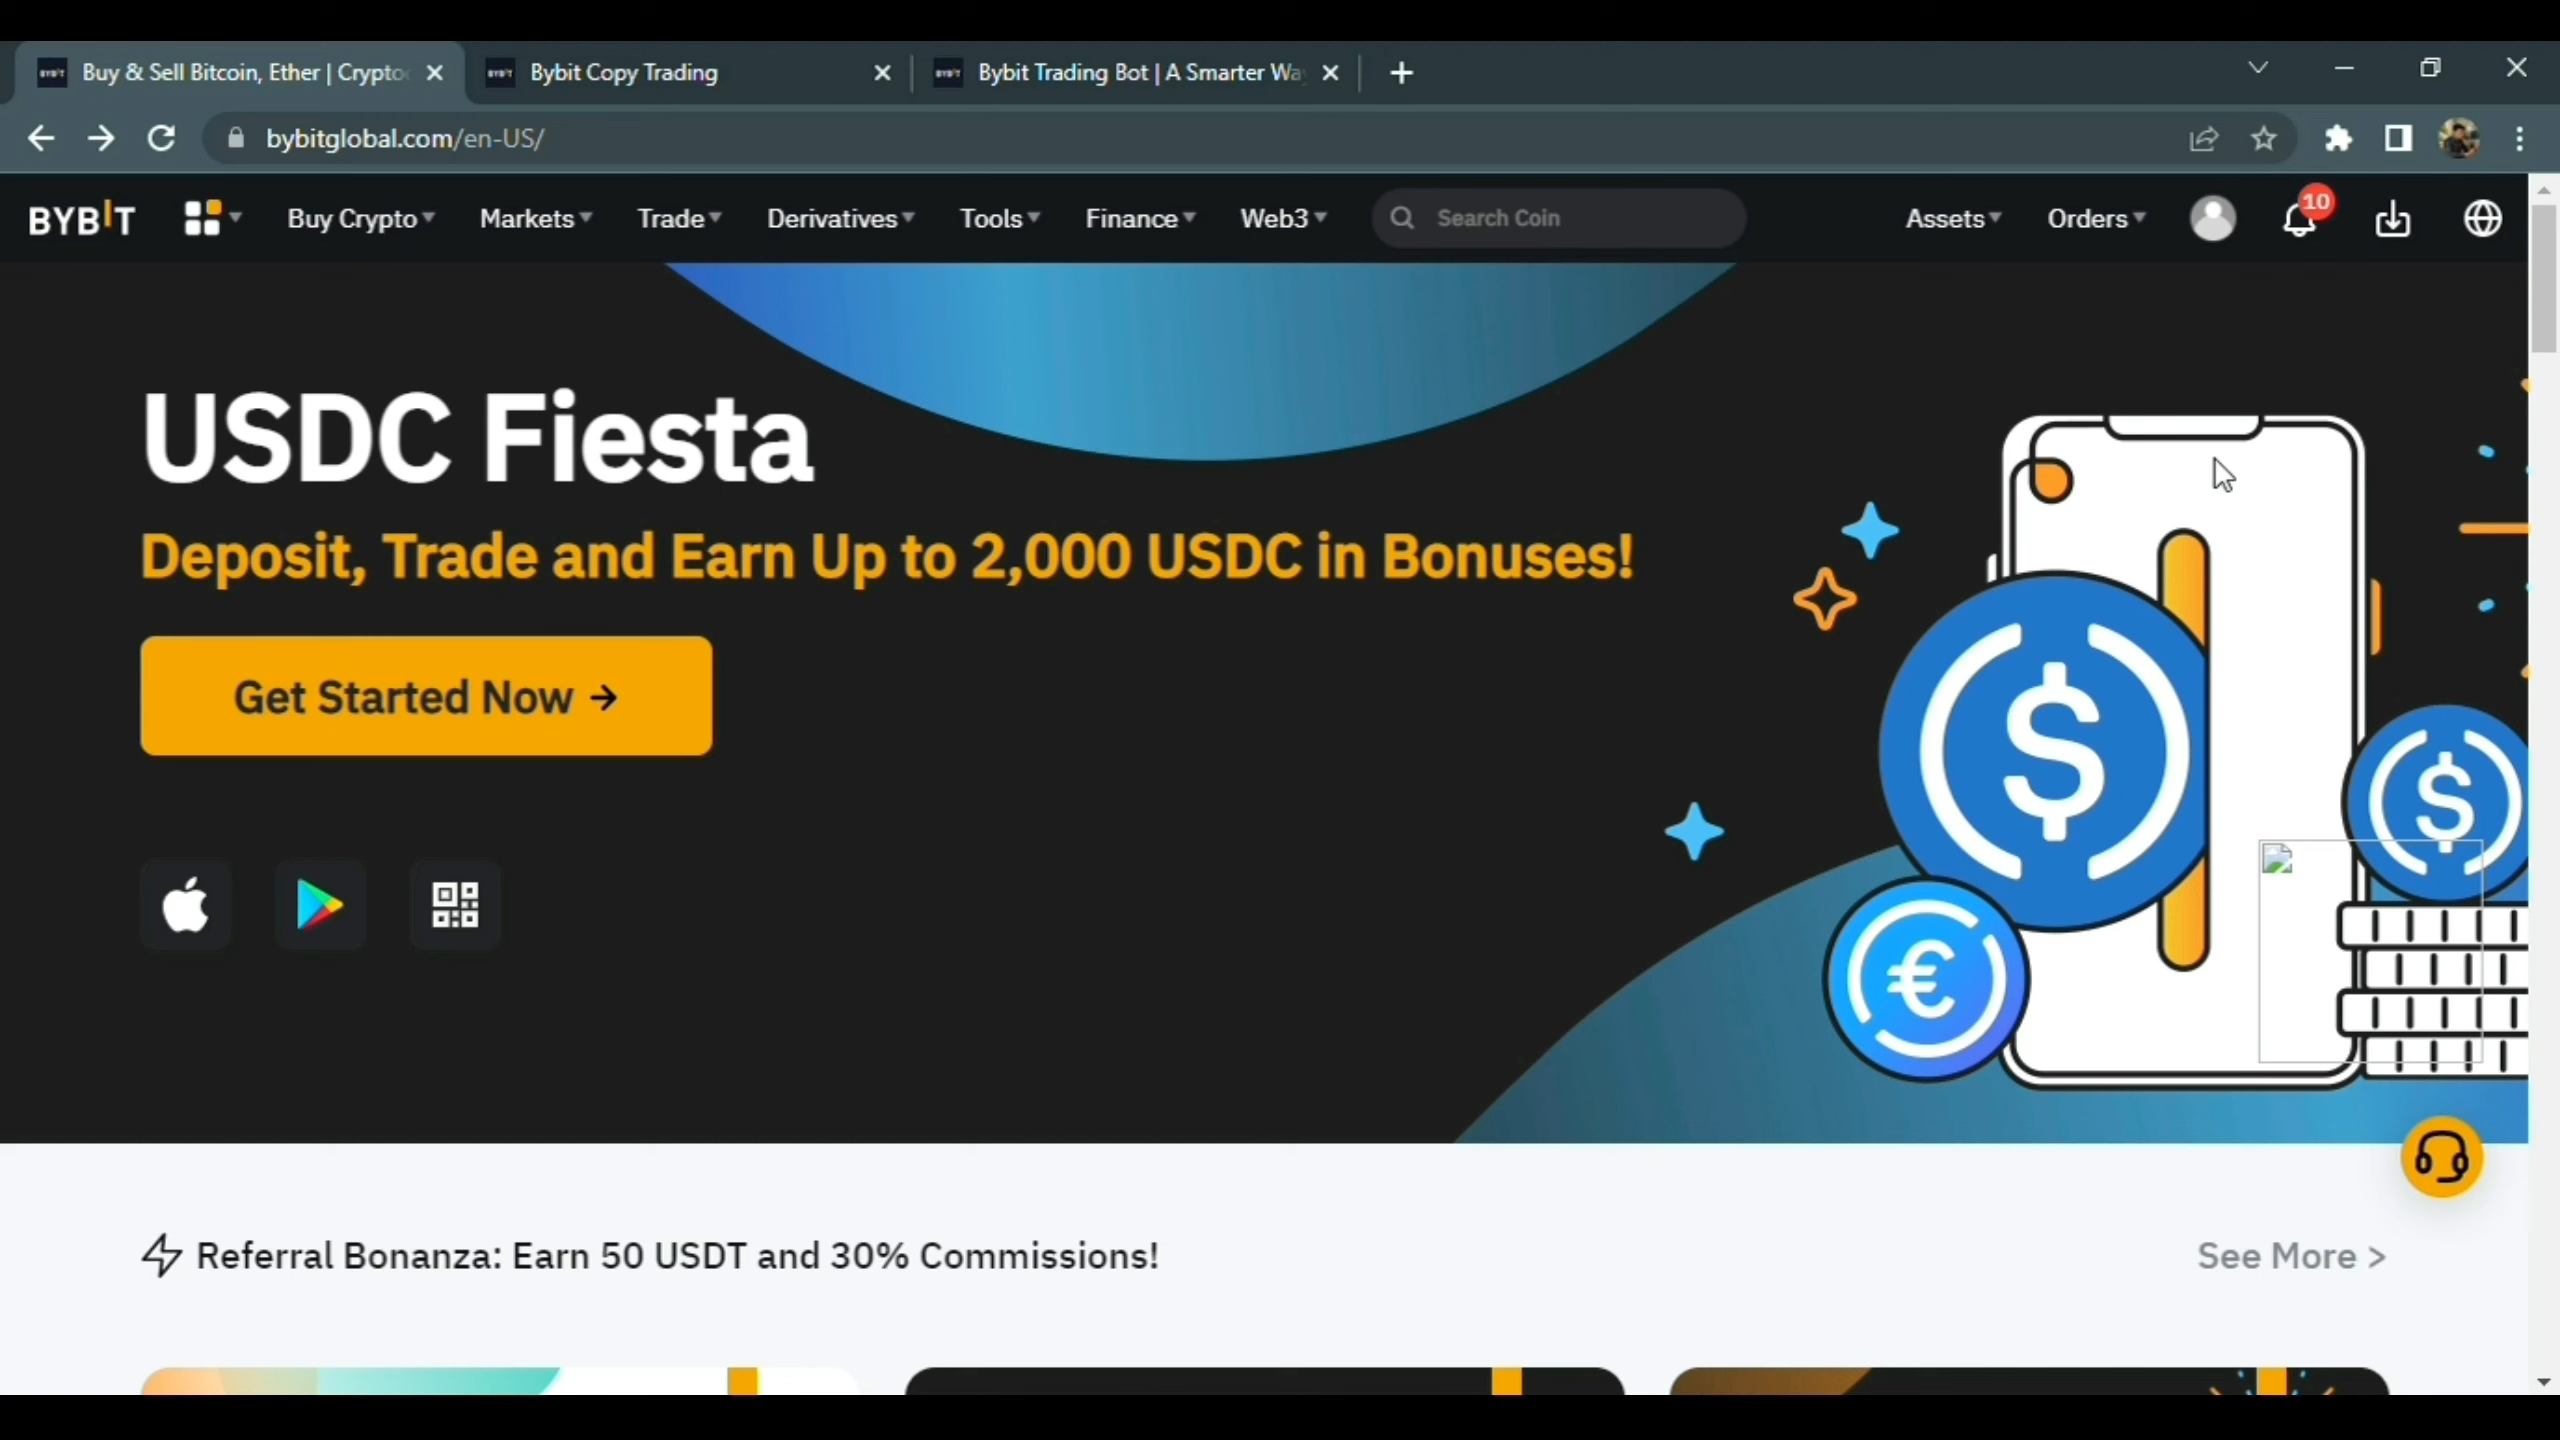 Buy & Sell Bitcoin, Ether | Crypto
Bybit Copy Trading
Bybit Trading Bot | A Smarter Wa
bybitglobal.com/en-US/
BYBIT
Buy Crypto
Markets
Trade
Derivatives
Tools
Finance
Web3
Search Coin
Assets
Orders
10
USDC Fiesta
Deposit, Trade and Earn Up to 2,000 USDC in Bonuses!
Get Started Now →
Referral Bonanza: Earn 50 USDT and 30% Commissions!
See More >